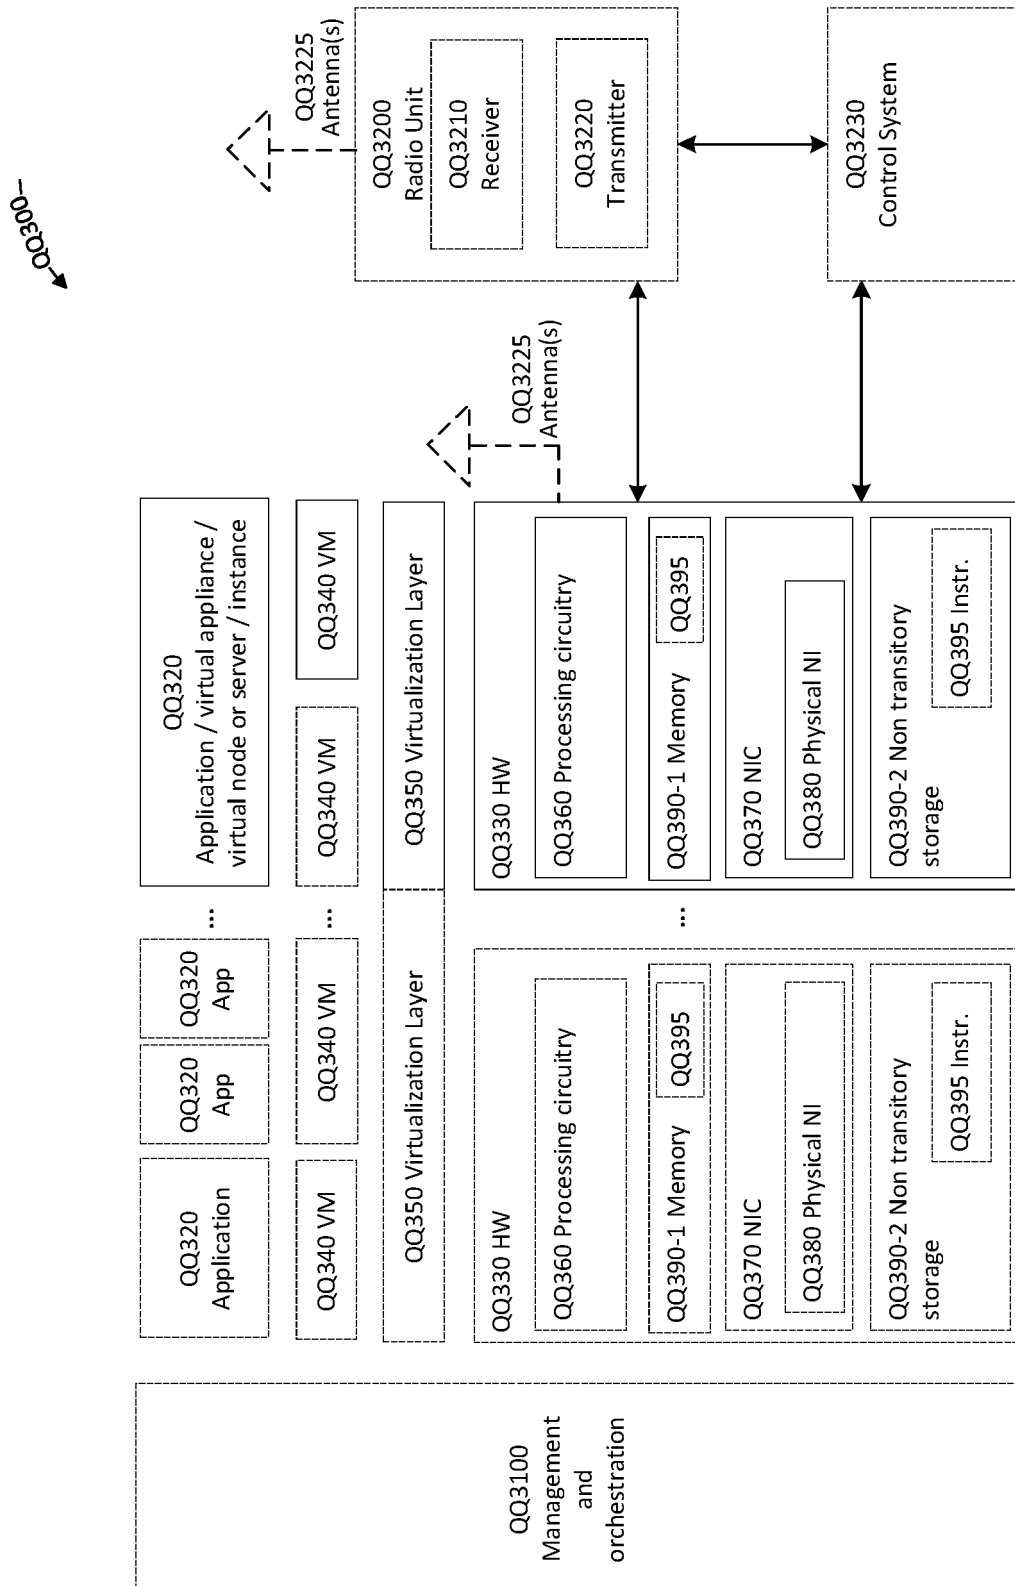 QQ300
QQ3100
Management
and
orchestration
QQ320
Application
QQ320
App
QQ320
App
...
QQ320
Application / virtual appliance /
virtual node or server / instance
QQ340 VM
QQ340 VM
...
QQ340 VM
QQ340 VM
QQ350 Virtualization Layer
QQ350 Virtualization Layer
QQ330 HW
QQ360 Processing circuitry
QQ390-1 Memory
QQ395
QQ370 NIC
QQ380 Physical NI
QQ390-2 Non transitory
storage
QQ395 Instr.
...
QQ330 HW
QQ360 Processing circuitry
QQ390-1 Memory
QQ395
QQ370 NIC
QQ380 Physical NI
QQ390-2 Non transitory
storage
QQ395 Instr.
QQ3225
Antenna(s)
QQ3225
Antenna(s)
QQ3200
Radio Unit
QQ3210
Receiver
QQ3220
Transmitter
QQ3230
Control System